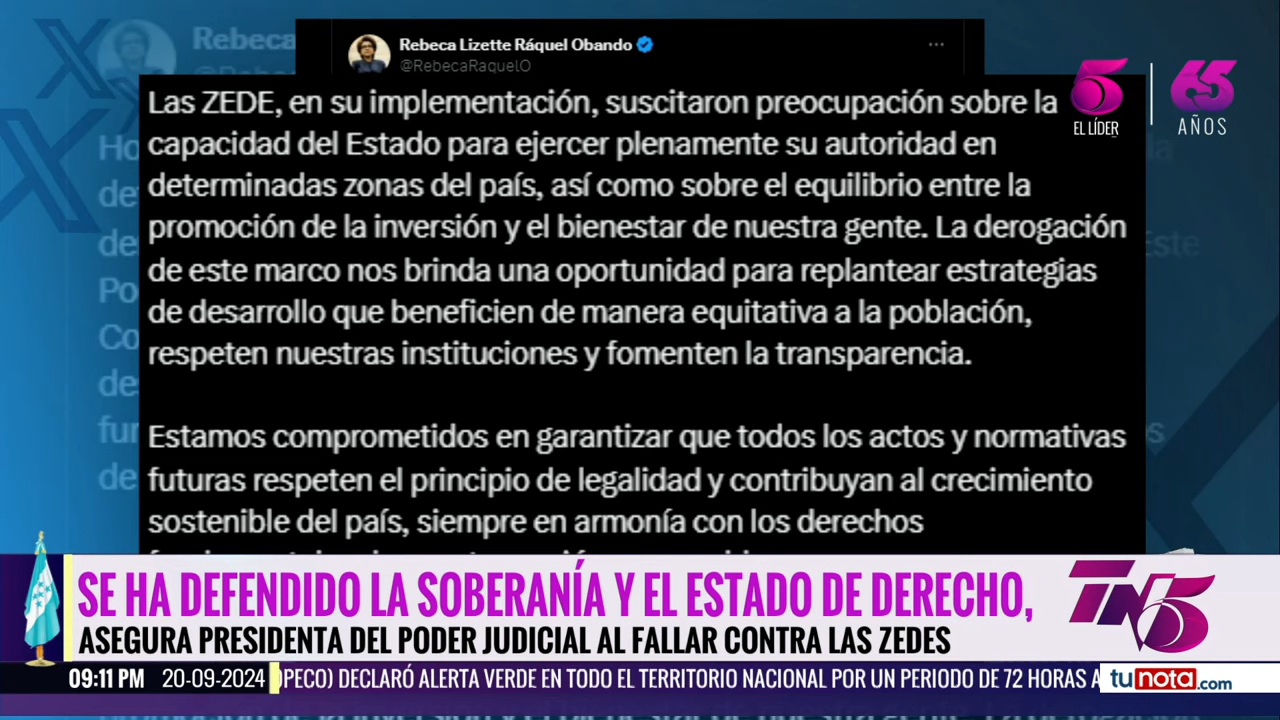 Rebeca Lizette Ráquel Obando
@RebecaRaquelO
Las ZEDE, en su implementación, suscitaron preocupación sobre la
capacidad del Estado para ejercer plenamente su autoridad en
determinadas zonas del país, así como sobre el equilibrio entre la
promoción de la inversión y el bienestar de nuestra gente. La derogación
de este marco nos brinda una oportunidad para replantear estrategias
de desarrollo que beneficien de manera equitativa a la población,
respeten nuestras instituciones y fomenten la transparencia.
Estamos comprometidos en garantizar que todos los actos y normativas
futuras respeten el principio de legalidad y contribuyan al crecimiento
sostenible del país, siempre en armonía con los derechos
5
EL LÍDER
65
AÑOS
SE HA DEFENDIDO LA SOBERANÍA Y EL ESTADO DE DERECHO,
ASEGURA PRESIDENTA DEL PODER JUDICIAL AL FALLAR CONTRA LAS ZEDES
TN5
09:11 PM 20-09-2024 OPECO) DECLARÓ ALERTA VERDE EN TODO EL TERRITORIO NACIONAL POR UN PERIODO DE 72 HORAS A
tunota.com